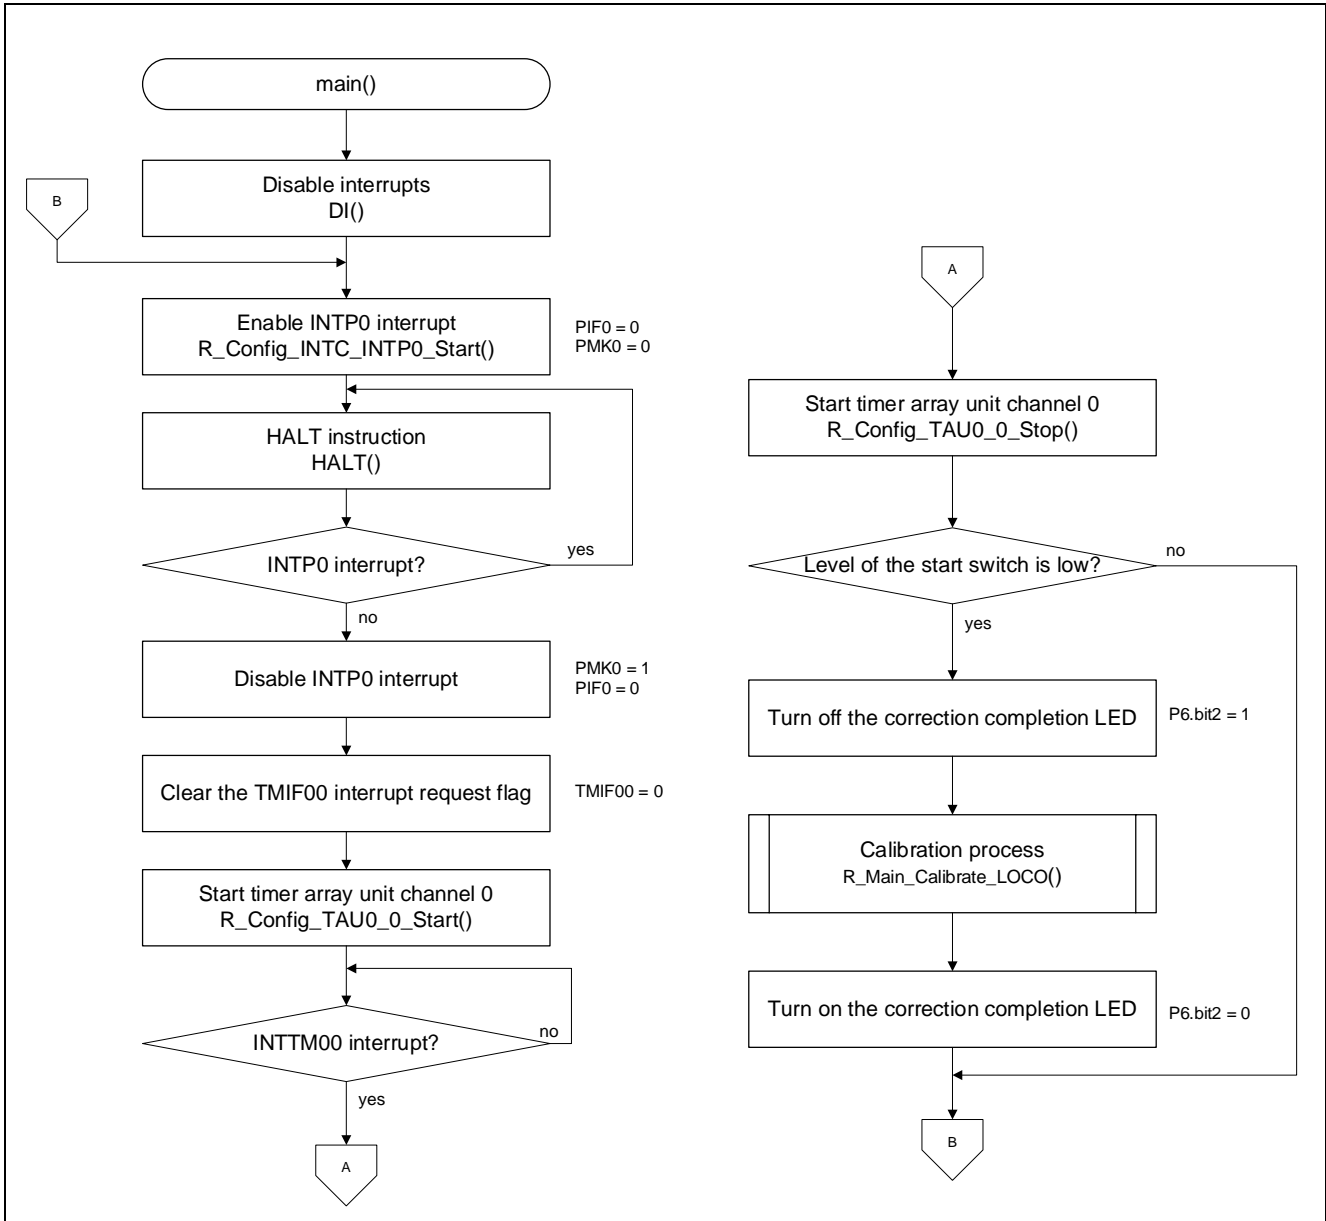 main()
Disable interrupts
DI()
B
Enable INTP0 interrupt
R_Config_INTC_INTP0_Start()
PIF0 = 0
PMK0 = 0
HALT instruction
HALT()
INTP0 interrupt?
yes
no
Disable INTP0 interrupt
PMK0 = 1
PIF0 = 0
Clear the TMIF00 interrupt request flag
TMIF00 = 0
Start timer array unit channel 0
R_Config_TAU0_0_Start()
INTTM00 interrupt?
no
yes
A
A
Start timer array unit channel 0
R_Config_TAU0_0_Stop()
Level of the start switch is low?
no
yes
Turn off the correction completion LED
P6.bit2 = 1
Calibration process
R_Main_Calibrate_LOCO()
Turn on the correction completion LED
P6.bit2 = 0
B